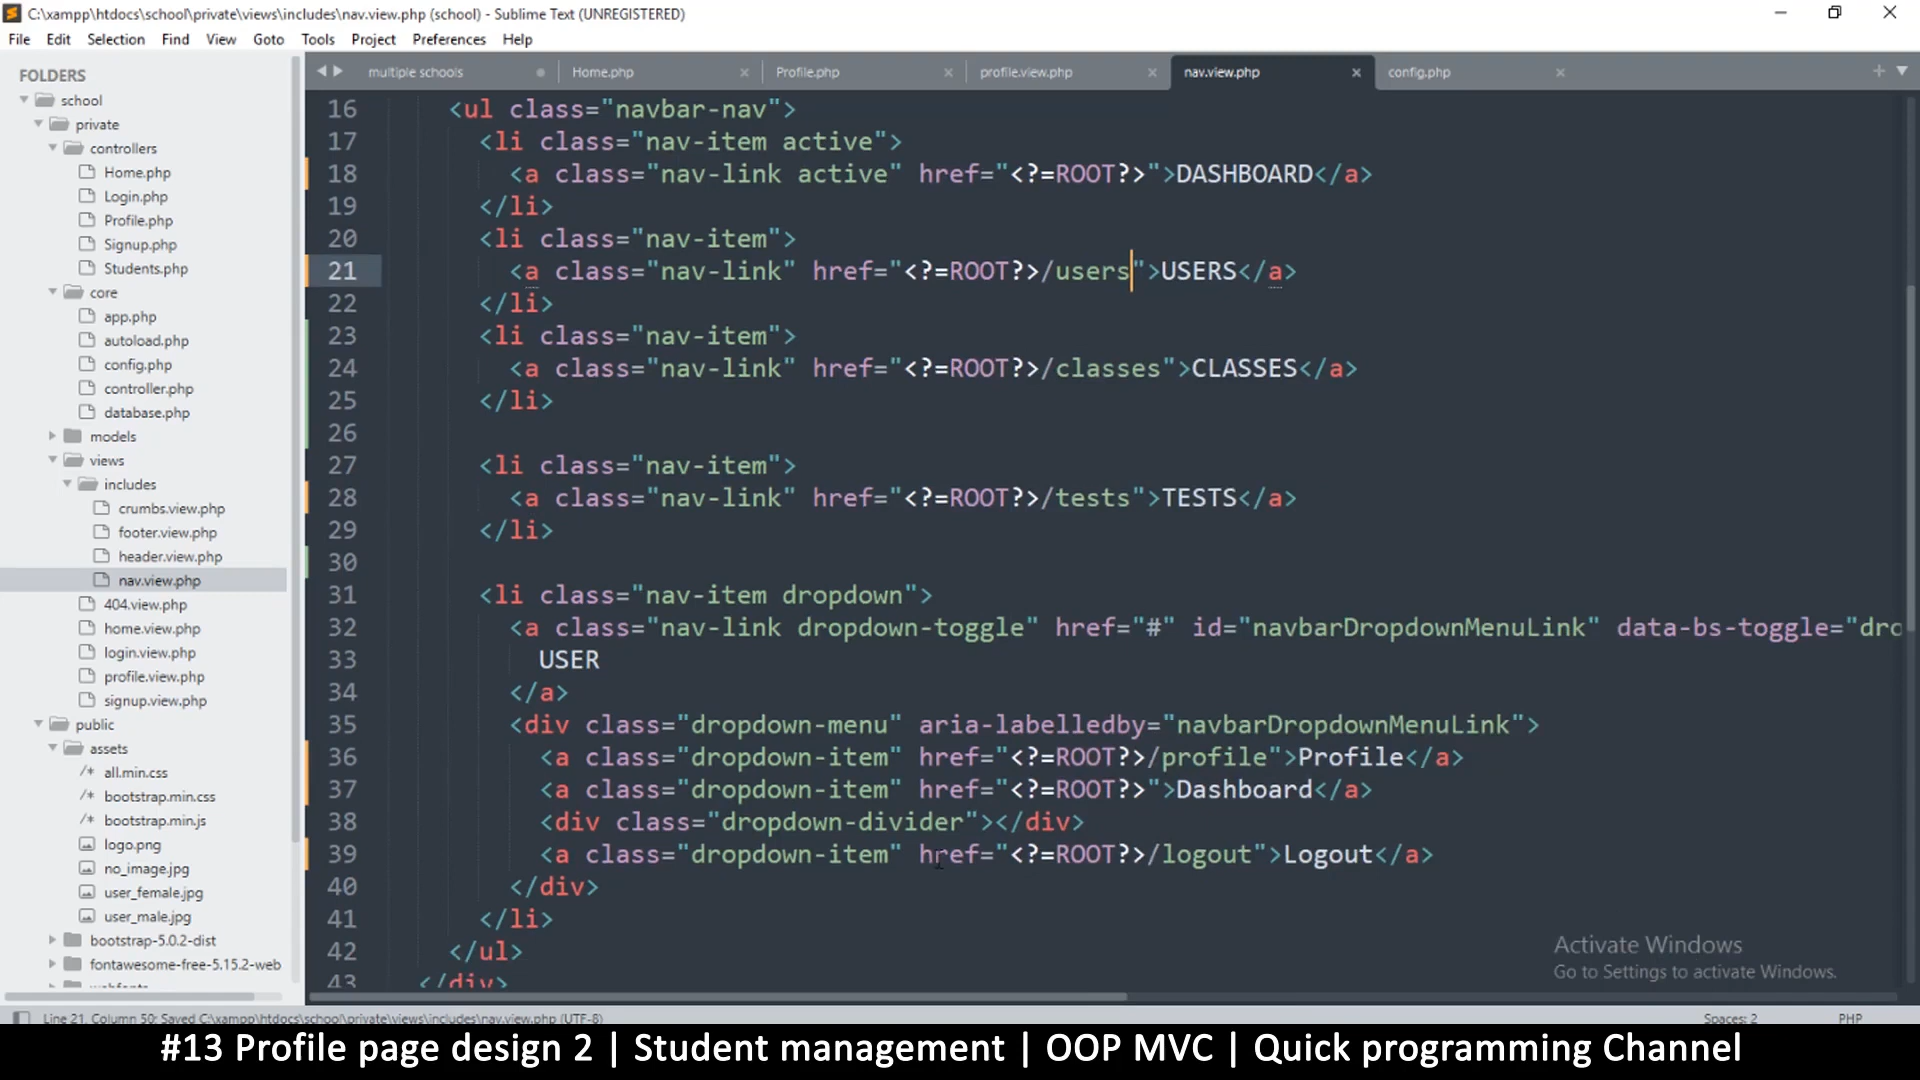 C:\xampp\htdocs\school\private\views\includes\nav.view.php (school) - Sublime Text (UNREGISTERED)
File Edit Selection Find View Goto Tools Project Preferences Help
FOLDERS
school
private
controllers
Home.php
Login.php
Profile.php
Signup.php
Students.php
core
app.php
autoload.php
config.php
controller.php
database.php
models
views
includes
crumbs.view.php
footer.view.php
header.view.php
nav.view.php
404.view.php
home.view.php
login.view.php
profile.view.php
signup.view.php
public
assets
/* all.min.css
/* bootstrap.min.css
/* bootstrap.min.js
logo.png
no_image.jpg
user_female.jpg
user_male.jpg
bootstrap-5.0.2-dist
fontawesome-free-5.15.2-web
webfonts
multiple schools Home.php Profile.php profile.view.php nav.view.php config.php
16 <ul class="navbar-nav">
17 <li class="nav-item active">
18 <a class="nav-link active" href="<?=ROOT?>">DASHBOARD</a>
19 </li>
20 <li class="nav-item">
21 <a class="nav-link" href="<?=ROOT?>/users">USERS</a>
22 </li>
23 <li class="nav-item">
24 <a class="nav-link" href="<?=ROOT?>/classes">CLASSES</a>
25 </li>
26
27 <li class="nav-item">
28 <a class="nav-link" href="<?=ROOT?>/tests">TESTS</a>
29 </li>
30
31 <li class="nav-item dropdown">
32 <a class="nav-link dropdown-toggle" href="#" id="navbarDropdownMenuLink" data-bs-toggle="dro
33 USER
34 </a>
35 <div class="dropdown-menu" aria-labelledby="navbarDropdownMenuLink">
36 <a class="dropdown-item" href="<?=ROOT?>/profile">Profile</a>
37 <a class="dropdown-item" href="<?=ROOT?>">Dashboard</a>
38 <div class="dropdown-divider"></div>
39 <a class="dropdown-item" href="<?=ROOT?>/logout">Logout</a>
40 </div>
41 </li>
42 </ul>
43 </div>
Activate Windows
Go to Settings to activate Windows.
Line 21, Column 50; Saved C:\xampp\htdocs\school\private\views\includes\nav.view.php (UTF-8) Spaces: 2 PHP
#13 Profile page design 2 | Student management | OOP MVC | Quick programming Channel